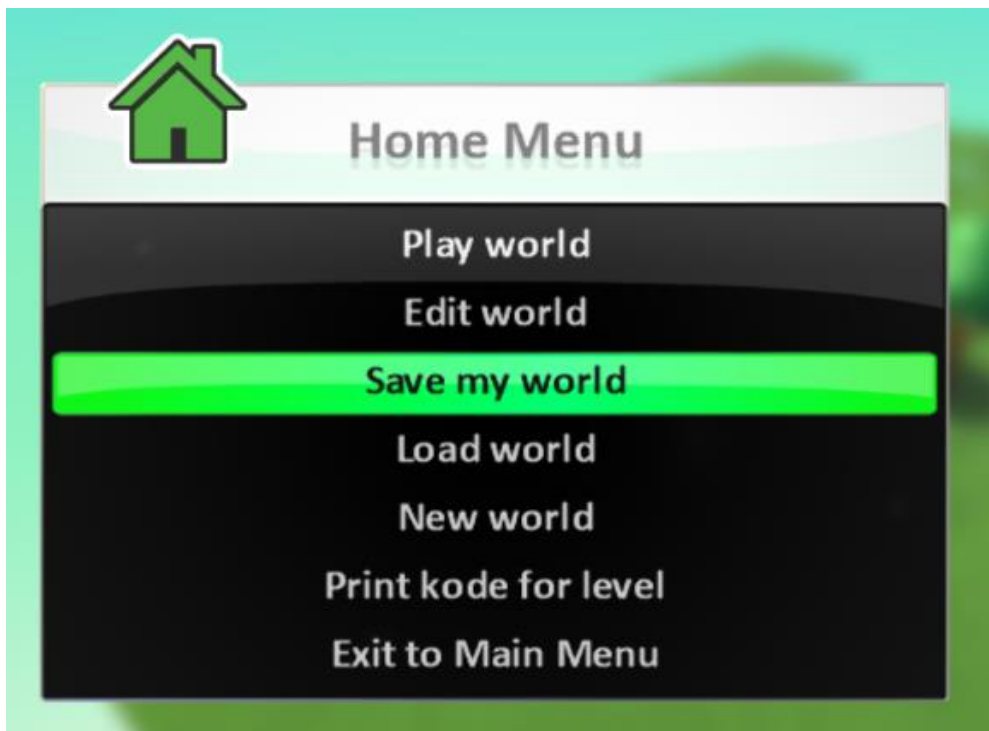 Home Menu
Play world
Edit world
Save my world
Load world
New world
Print kode for level
Exit to Main Menu